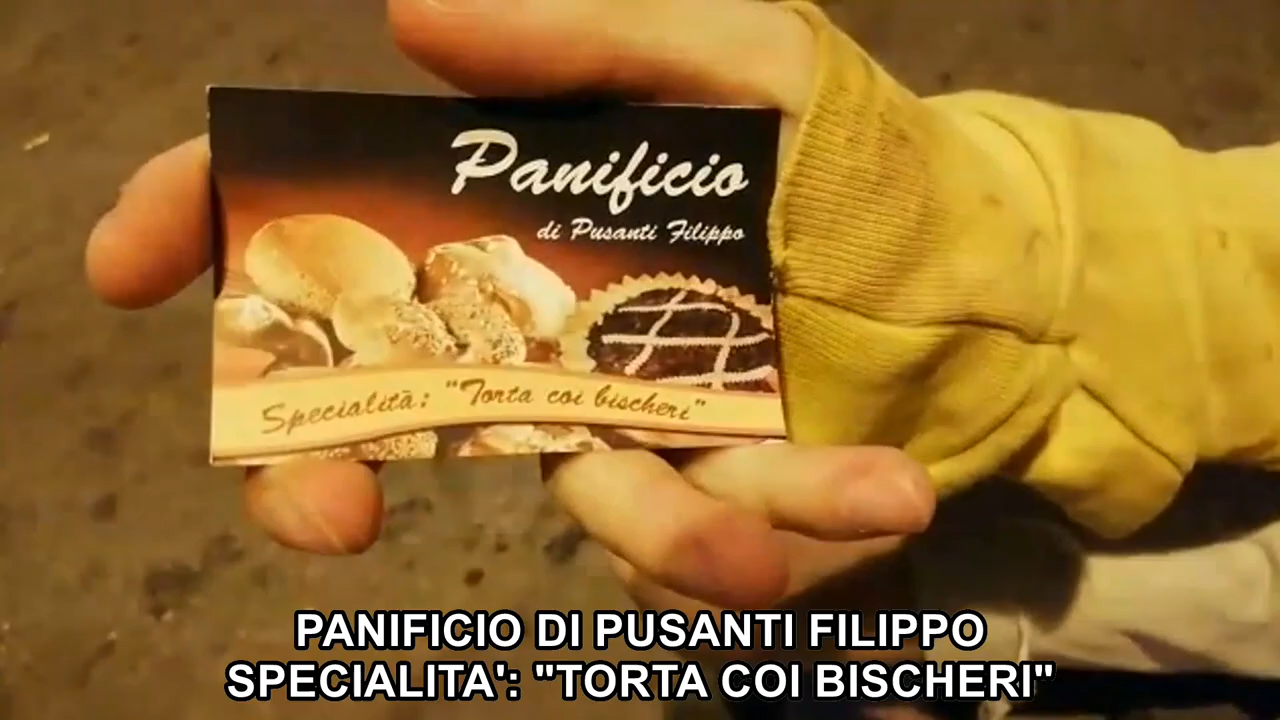 Panificio
di Pusanti Filippo
Specialità: "Torta coi bischeri"
PANIFICIO DI PUSANTI FILIPPO
SPECIALITA': "TORTA COI BISCHERI"